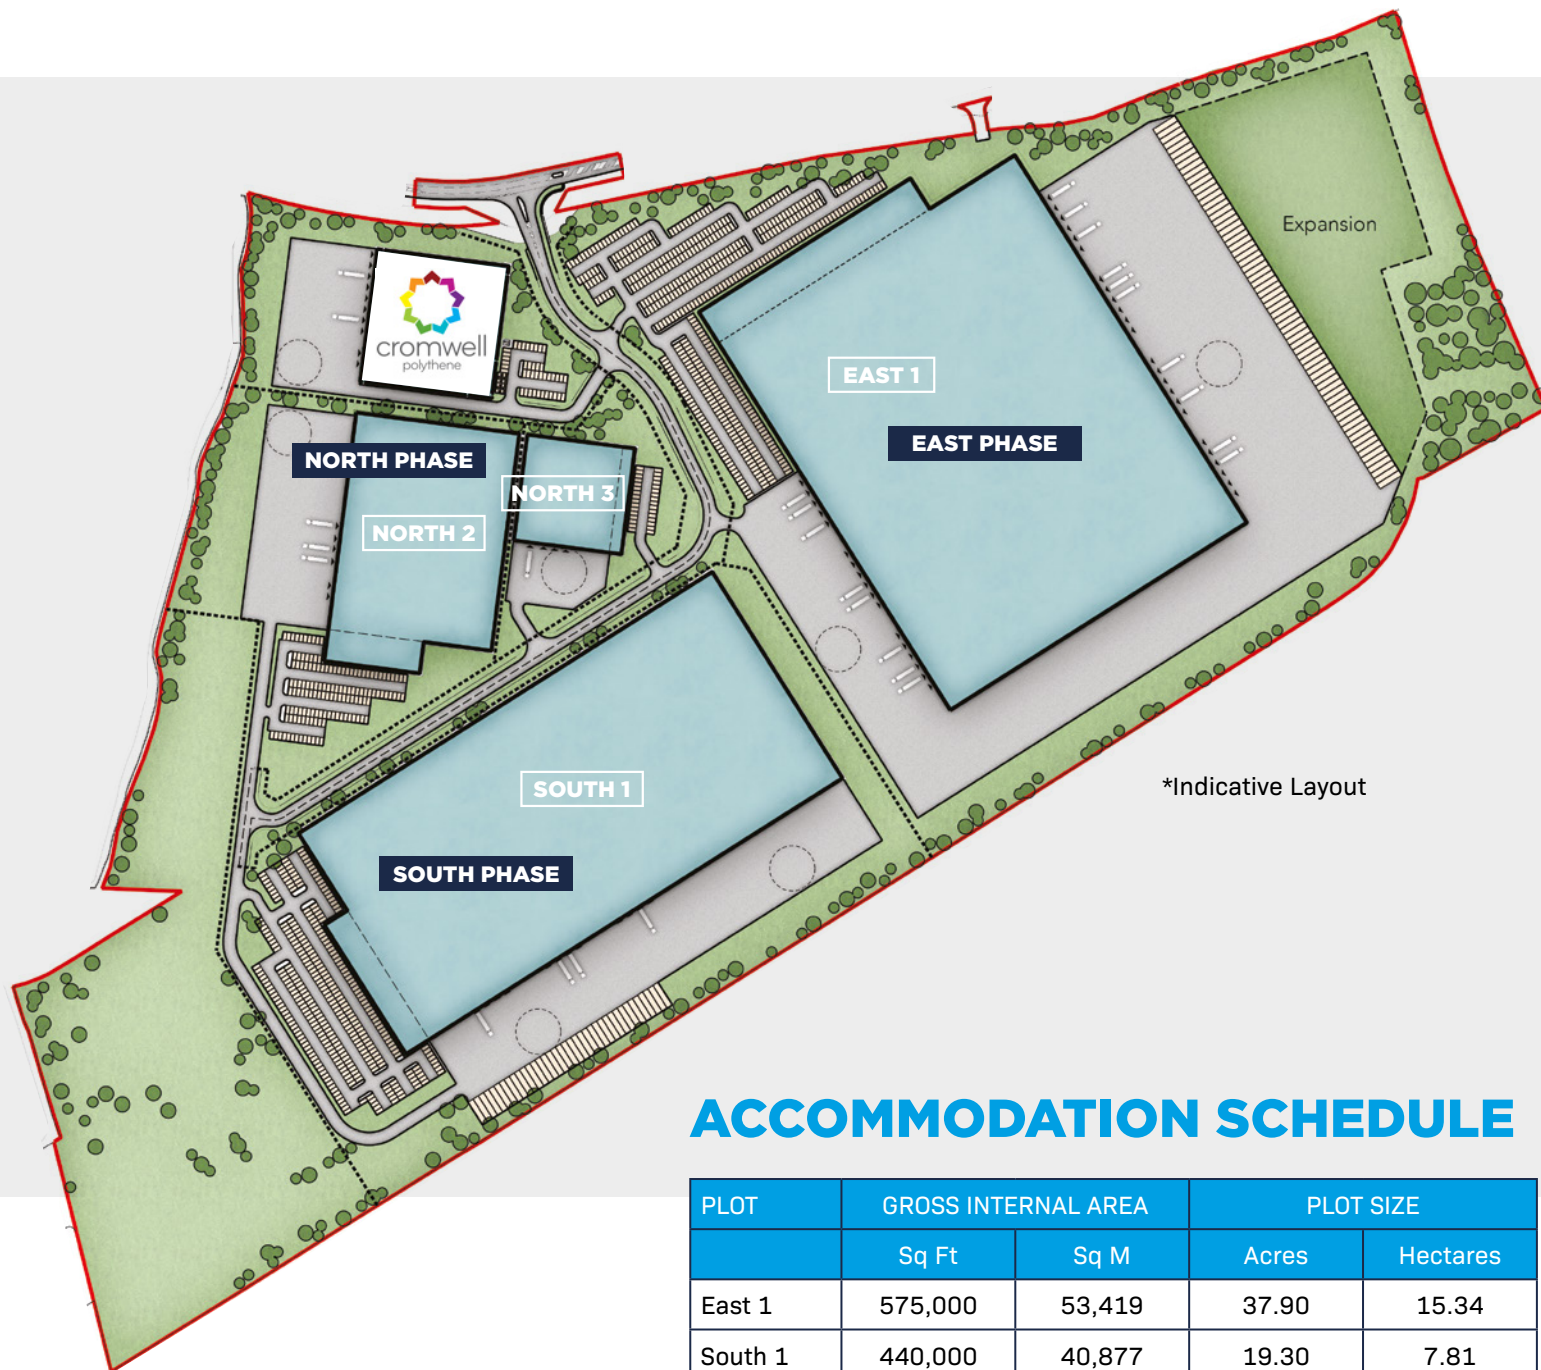 Expansion
cromwell
polythene
EAST 1
EAST PHASE
NORTH PHASE
NORTH 3
NORTH 2
SOUTH 1
*Indicative Layout
SOUTH PHASE
ACCOMMODATION SCHEDULE
PLOT GROSS INTERNAL AREA PLOT SIZE
Sq Ft Sq M Acres Hectares
East 1 575,000 53,419 37.90 15.34
South 1 440,000 40,877 19.30 7.81